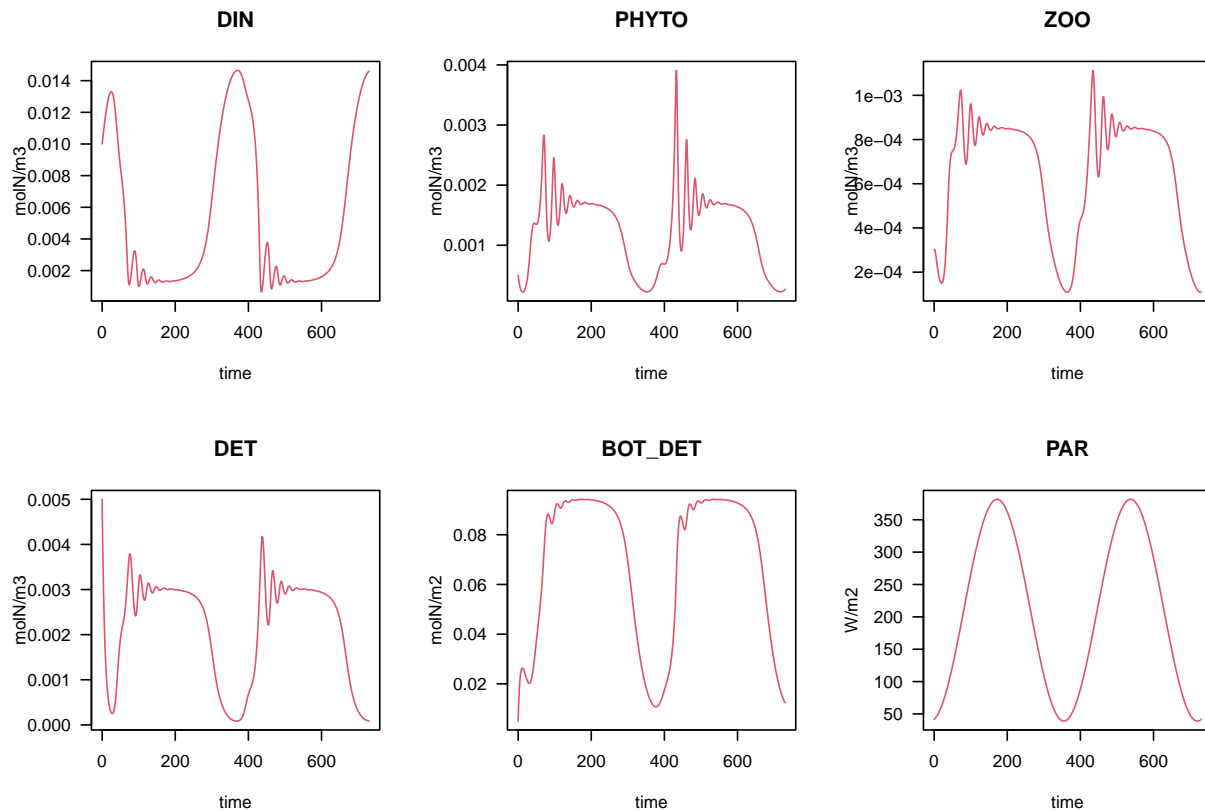 DIN
molN/m3
0.014
0.012
0.010
0.008
0.006
0.004
0.002
0 200 400 600
time
PHYTO
molN/m3
0.004
0.003
0.002
0.001
0 200 400 600
time
ZOO
molN/m3
1e−03
8e−04
6e−04
4e−04
2e−04
0 200 400 600
time
DET
molN/m3
0.005
0.004
0.003
0.002
0.001
0.000
0 200 400 600
time
BOT_DET
molN/m2
0.08
0.06
0.04
0.02
0 200 400 600
time
PAR
W/m2
350
300
250
200
150
100
50
0 200 400 600
time